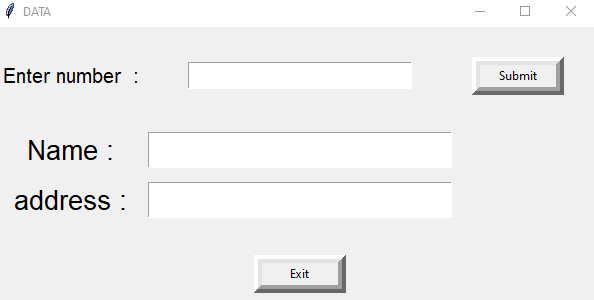 DATA
Enter number :
Submit
Name :
address :
Exit